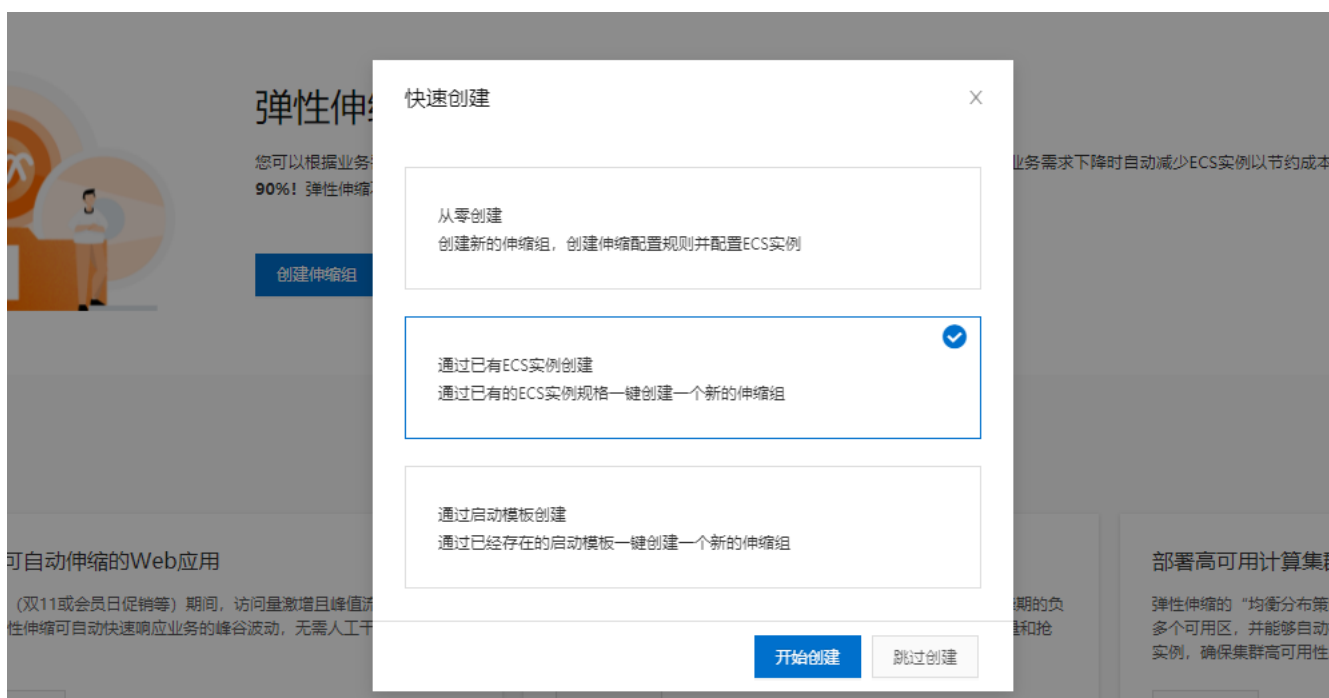 快速创建
弹性伸
您可以根据业务
业务需求下降时自动减少ECS实例以节约成本
90%! 弹性伸缩
创建伸缩组
从零创建
创建新的伸缩组，创建伸缩配置规则并配置ECS实例
通过已有ECS实例创建
通过已有的ECS实例规格一键创建一个新的伸缩组
通过启动模板创建
通过已经存在的启动模板一键创建一个新的伸缩组
可自动伸缩的Web应用
（双11或会员日促销等）期间，访问量激增且峰值流
性伸缩可自动快速响应业务的峰谷波动，无需人工干
期的负
量和抢
部署高可用计算集群
弹性伸缩的“均衡分布策
多个可用区，并能够自动
实例，确保集群高可用性
开始创建
跳过创建